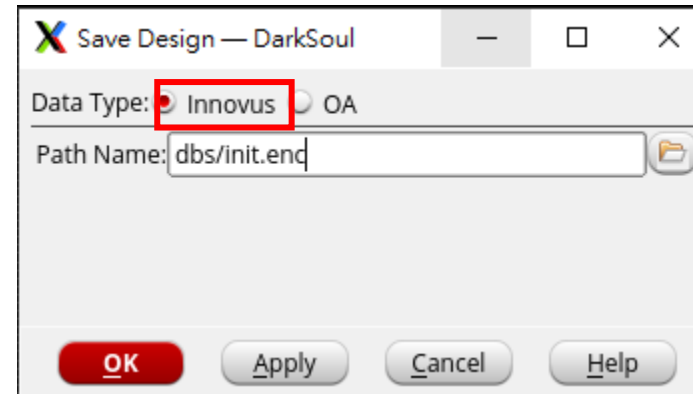 Save Design — DarkSoul
Data Type: Innovus OA
Path Name: dbs/init.enc
OK Apply Cancel Help